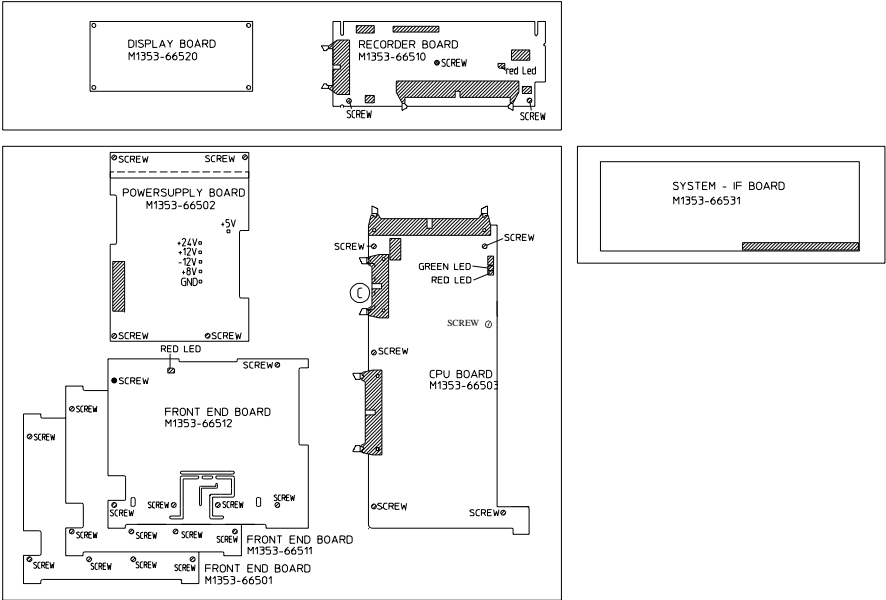 DISPLAY BOARD
M1353-66520
RECORDER BOARD
M1353-66510
SCREW
red Led
SCREW
SCREW
SCREW
SCREW
POWERSUPPLY BOARD
M1353-66502
+5V
+24V
+12V
-12V
+8V
GND
SCREW
SCREW
SYSTEM - IF BOARD
M1353-66531
SCREW
SCREW
GREEN LED
RED LED
C
SCREW
SCREW
CPU BOARD
M1353-66503
SCREW
SCREW
RED LED
SCREW
SCREW
FRONT END BOARD
M1353-66512
SCREW
SCREW
SCREW
SCREW
SCREW
SCREW
SCREW
SCREW
SCREW
SCREW
FRONT END BOARD
M1353-66511
SCREW
SCREW
SCREW
SCREW
FRONT END BOARD
M1353-66501